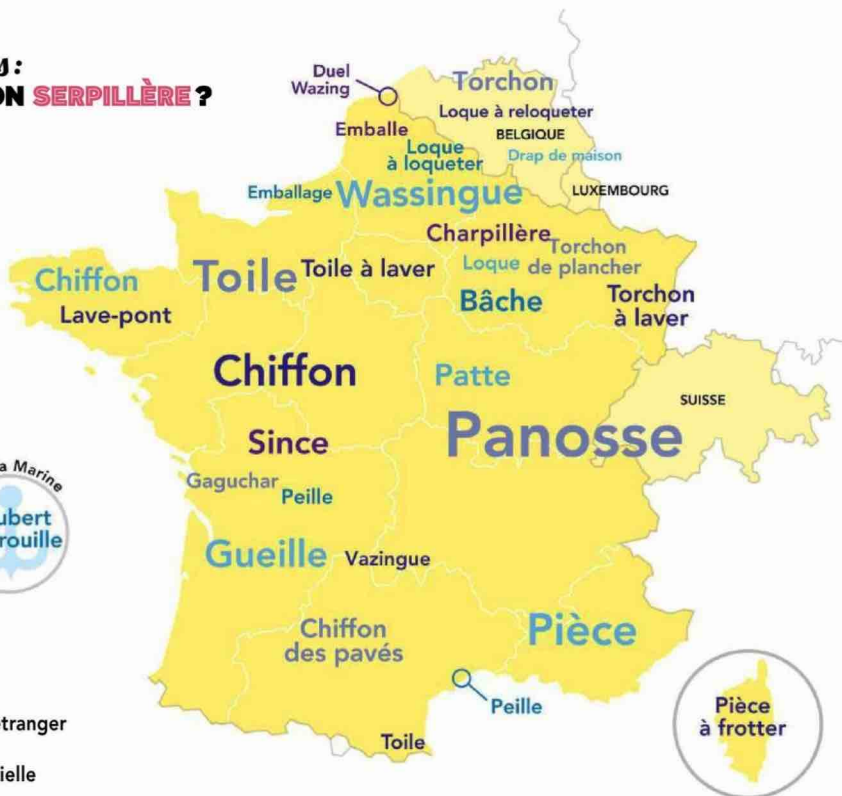 ON SERPILLÈRE ?
Duel
Wazing
Torchon
Loque à reloqueter
BELGIQUE
Emballe
Loque
à loqueter
Drap de maison
Emballage
Wassingue
LUXEMBOURG
Charpillère
Torchon
de plancher
Chiffon
Toile
Toile à laver
Loque
Lave-pont
Bâche
Torchon
à laver
Chiffon
Patte
SUISSE
Since
Panosse
a Marine
Gaguchar
Peille
ubert
rouille
Gueille
Vazingue
Chiffon
des pavés
Pièce
Peille
Toile
Pièce
à frotter
tranger
ielle